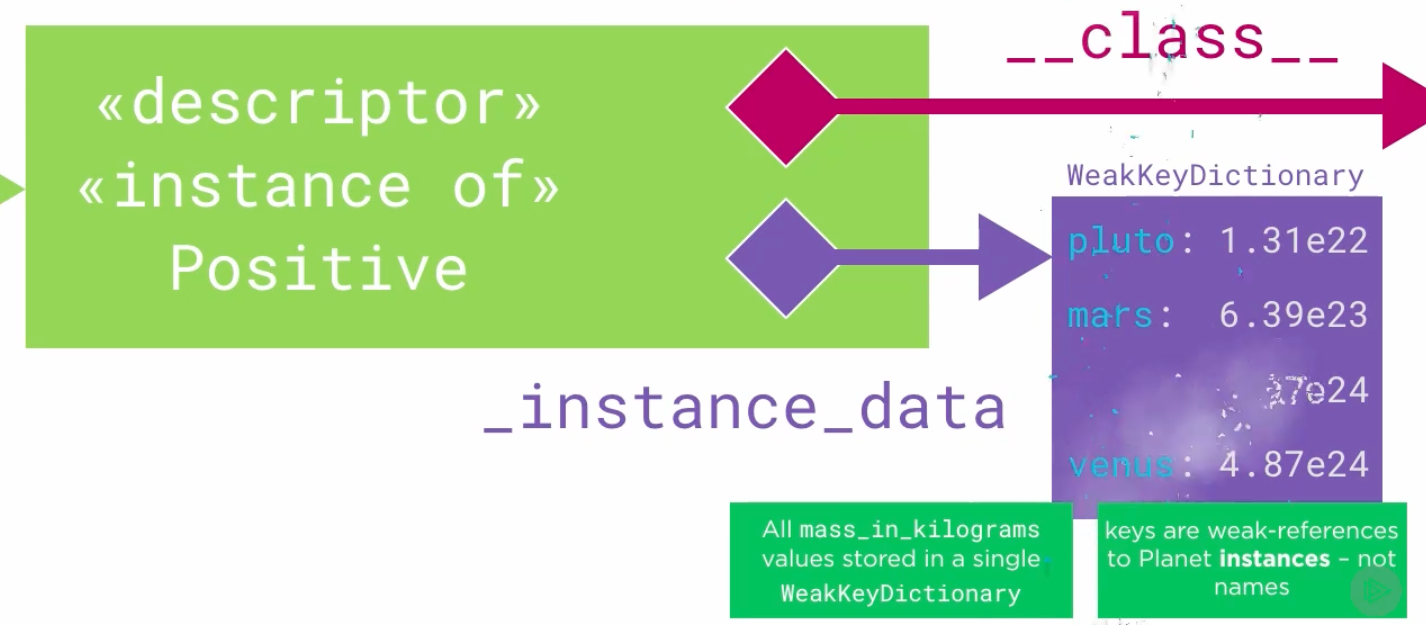 «descriptor»
«instance of»
Positive
__class__
WeakKeyDictionary
pluto: 1.31e22
mars: 6.39e23
7e24
venus: 4.87e24
_instance_data
All mass_in_kilograms
values stored in a single
WeakKeyDictionary
keys are weak-references
to Planet instances – not
names